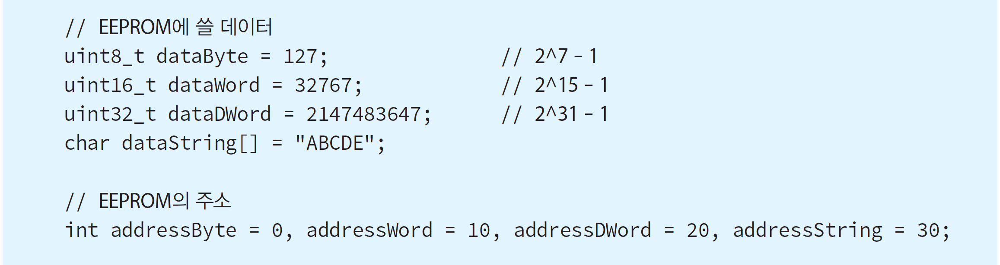 // EEPROM에 쓸 데이터
uint8_t dataByte = 127; // 2^7 – 1
uint16_t dataWord = 32767; // 2^15 – 1
uint32_t dataDWord = 2147483647; // 2^31 – 1
char dataString[] = "ABCDE";
// EEPROM의 주소
int addressByte = 0, addressWord = 10, addressDWord = 20, addressString = 30;